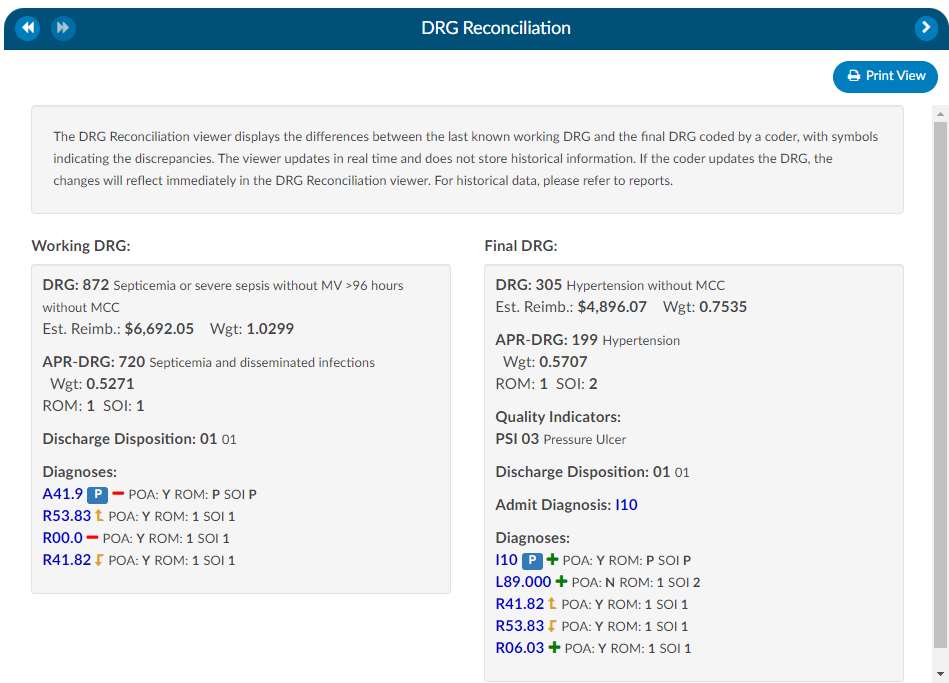 DRG Reconciliation
Print View
The DRG Reconciliation viewer displays the differences between the last known working DRG and the final DRG coded by a coder, with symbols
indicating the discrepancies. The viewer updates in real time and does not store historical information. If the coder updates the DRG, the
changes will reflect immediately in the DRG Reconciliation viewer. For historical data, please refer to reports.
Working DRG:
DRG: 872 Septicemia or severe sepsis without MV >96 hours
without MCC
Est. Reimb.: $6,692.05 Wgt: 1.0299
APR-DRG: 720 Septicemia and disseminated infections
Wgt: 0.5271
ROM: 1 SOI: 1
Discharge Disposition: 01 01
Diagnoses:
A41.9 P POA: Y ROM: P SOI P
R53.83 POA: Y ROM: 1 SOI 1
R00.0 POA: Y ROM: 1 SOI 1
R41.82 POA: Y ROM: 1 SOI 1
Final DRG:
DRG: 305 Hypertension without MCC
Est. Reimb.: $4,896.07 Wgt: 0.7535
APR-DRG: 199 Hypertension
Wgt: 0.5707
ROM: 1 SOI: 2
Quality Indicators:
PSI 03 Pressure Ulcer
Discharge Disposition: 01 01
Admit Diagnosis: I10
Diagnoses:
I10 P POA: Y ROM: P SOI P
L89.000 POA: N ROM: 1 SOI 2
R41.82 POA: Y ROM: 1 SOI 1
R53.83 POA: Y ROM: 1 SOI 1
R06.03 POA: Y ROM: 1 SOI 1